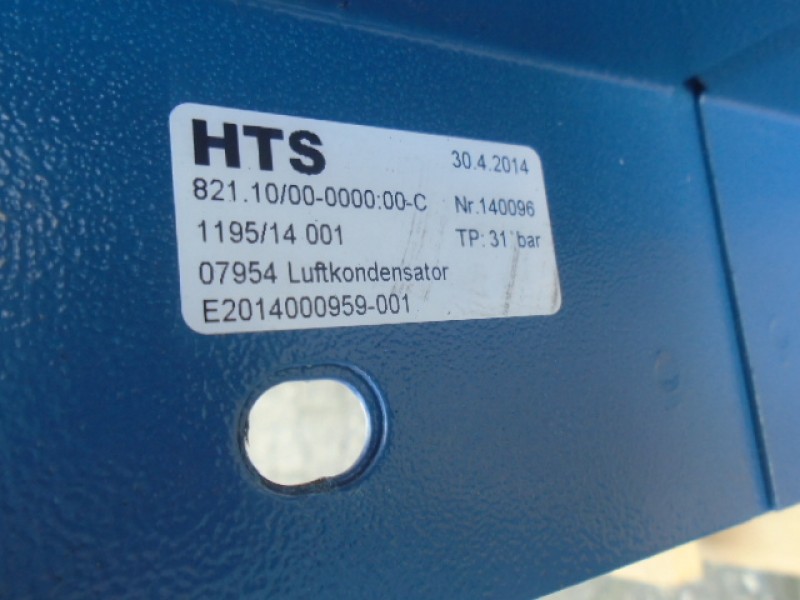 HTS 30.4.2014
821.10/00-0000:00-C Nr.140096
1195/14 001 TP: 31 bar
07954 Luftkondensator
E2014000959-001